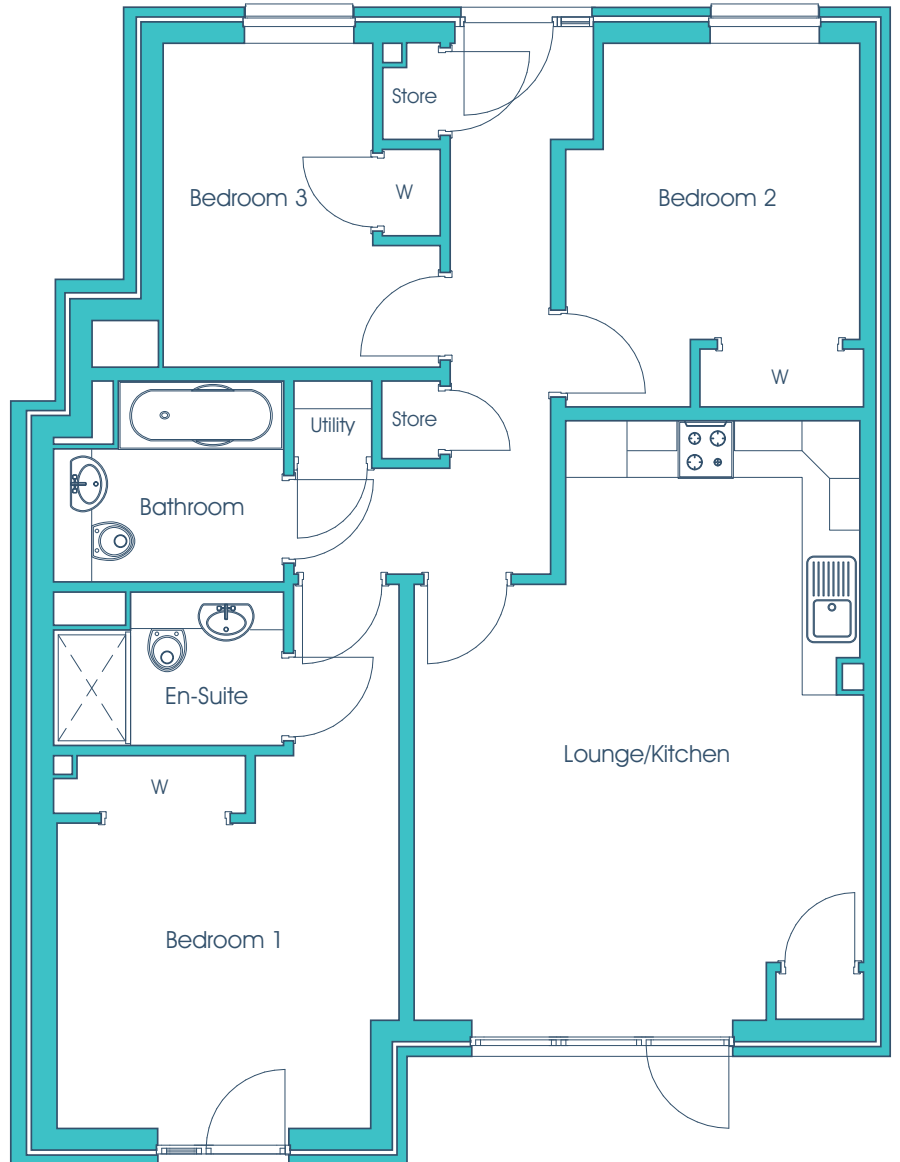 Store
Bedroom 3
W
Bedroom 2
W
Utility
Store
Bathroom
En-Suite
Lounge/Kitchen
W
Bedroom 1